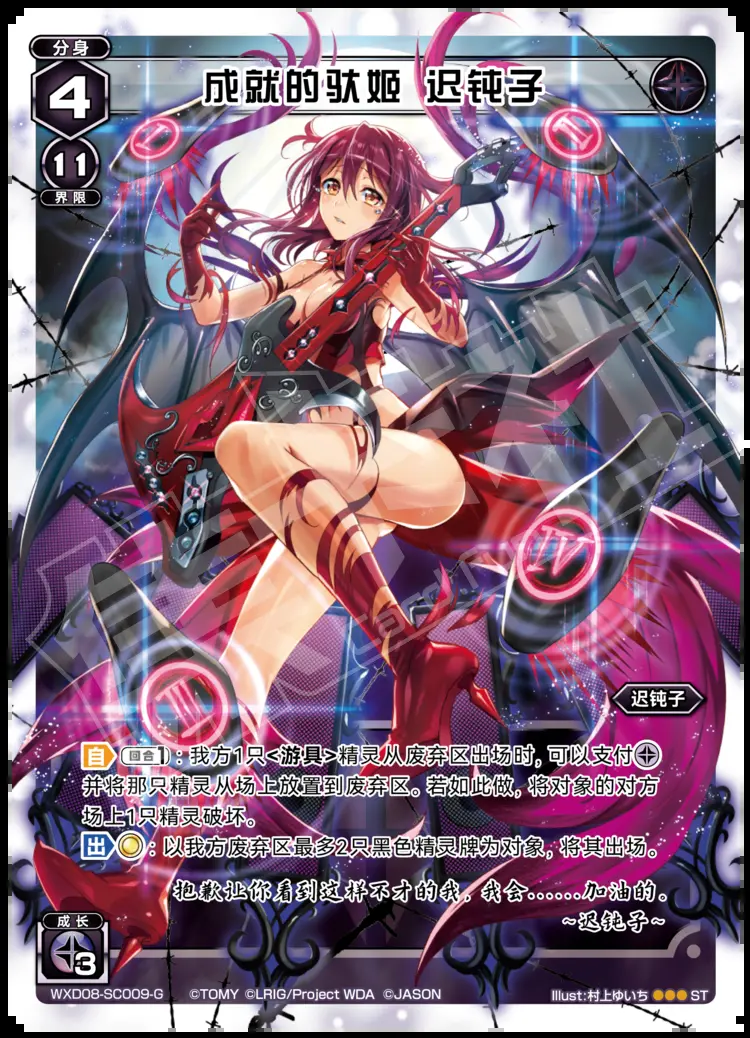 分身
4
成就的驮姬 迟钝子
11
界限
I
II
IV
III
迟钝子
自 回合1：我方1只<游具>精灵从废弃区出场时，可以支付
并将那只精灵从场上放置到废弃区。若如此做，将对象的对方
场上1只精灵破坏。
出：以我方废弃区最多2只黑色精灵牌为对象，将其出场。
抱歉让你看到这样不才的我，我会……加油的。
~迟钝子~
成长
3
WXD08-SC009-G ©TOMY ©LRIG/Project WDA ©JASON Illust:村上ゆいち ST